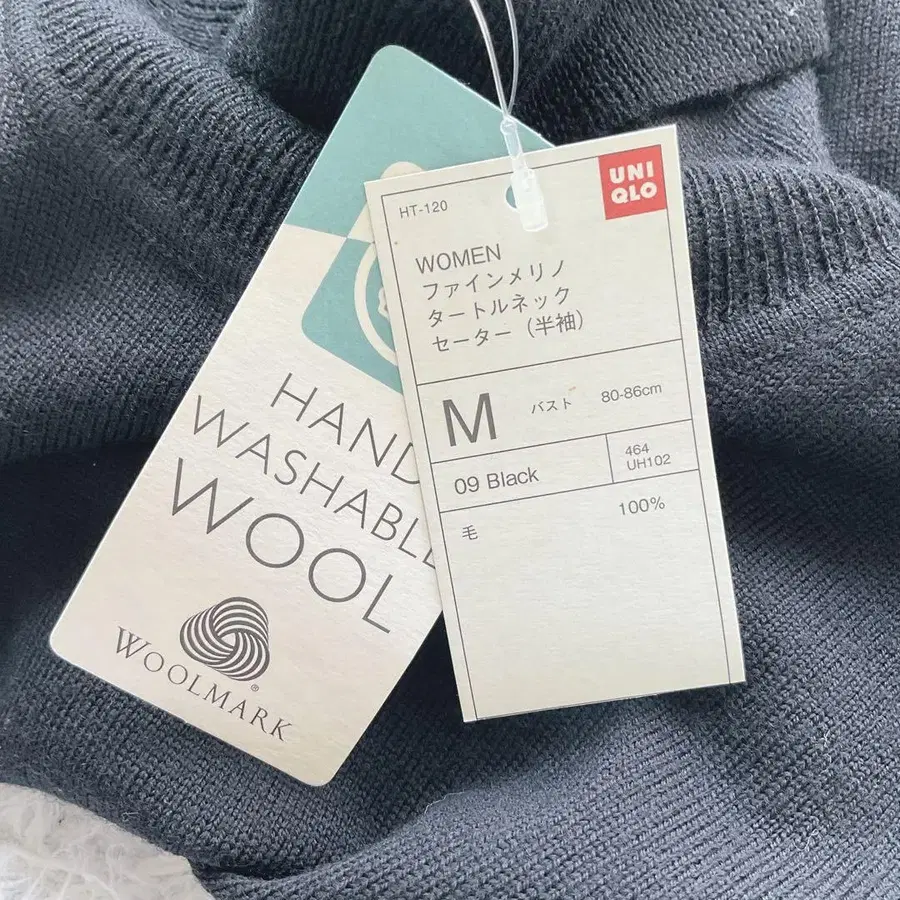 UNI
QLO
HT-120
WOMEN
ファインメリノ
タートルネック
セーター（半袖）
M バスト 80-86cm
09 Black
464
UH102
毛 100%
HAND
WASHABLE
WOOL
WOOLMARK
®